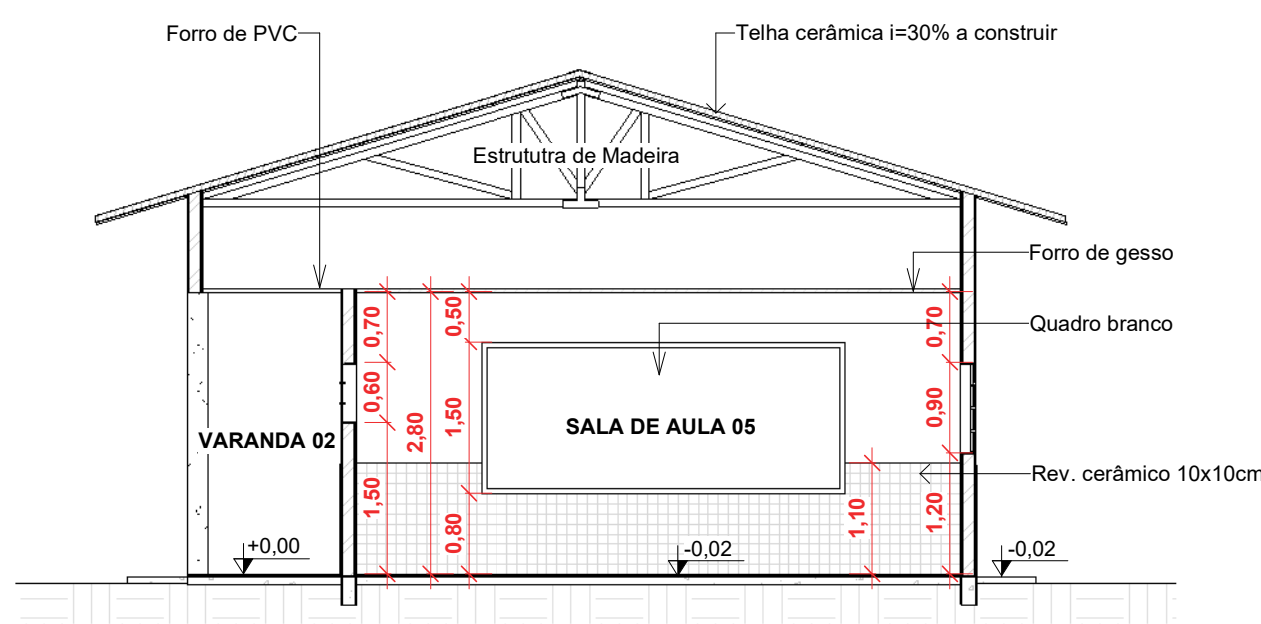 Forro de PVC
Telha cerâmica i=30% a construir
Estrututra de Madeira
Forro de gesso
Quadro branco
0,70
0,50
0,70
0,60
2,80
1,50
0,90
VARANDA 02
SALA DE AULA 05
Rev. cerâmico 10x10cm
1,50
0,80
1,10
1,20
+0,00
-0,02
-0,02